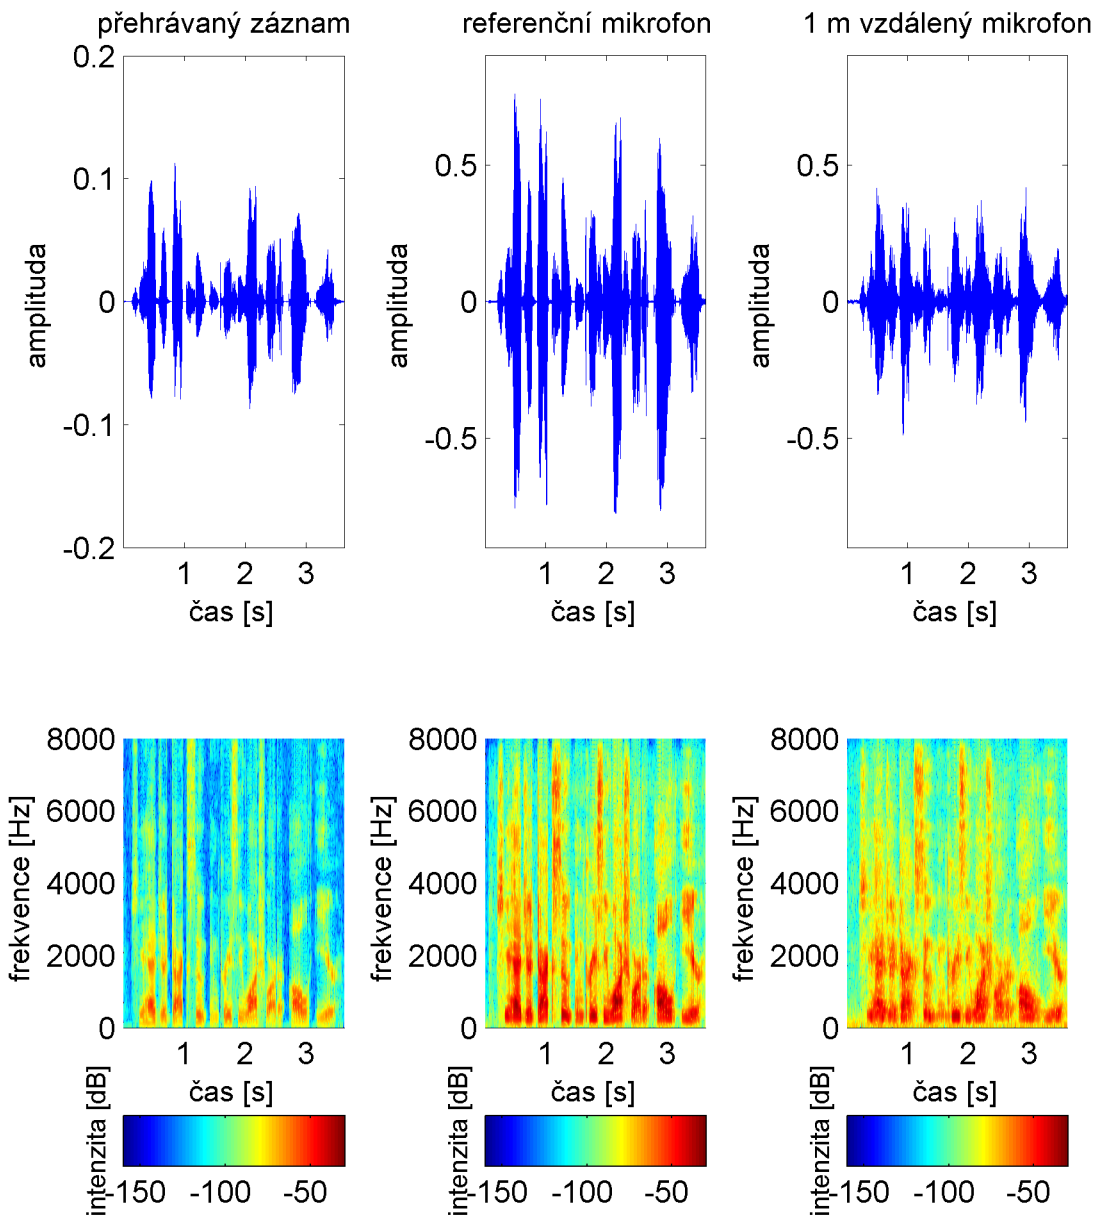 přehrávaný záznam
0.2
0.1
0
-0.1
-0.2
amplituda
1 2 3
čas [s]
referenční mikrofon
0.5
0
-0.5
amplituda
1 2 3
čas [s]
1 m vzdálený mikrofon
0.5
0
-0.5
amplituda
1 2 3
čas [s]
8000
6000
4000
2000
0
frekvence [Hz]
1 2 3
čas [s]
intenzita [dB]
-150 -100 -50
8000
6000
4000
2000
0
frekvence [Hz]
1 2 3
čas [s]
intenzita [dB]
-150 -100 -50
8000
6000
4000
2000
0
frekvence [Hz]
1 2 3
čas [s]
intenzita [dB]
-150 -100 -50